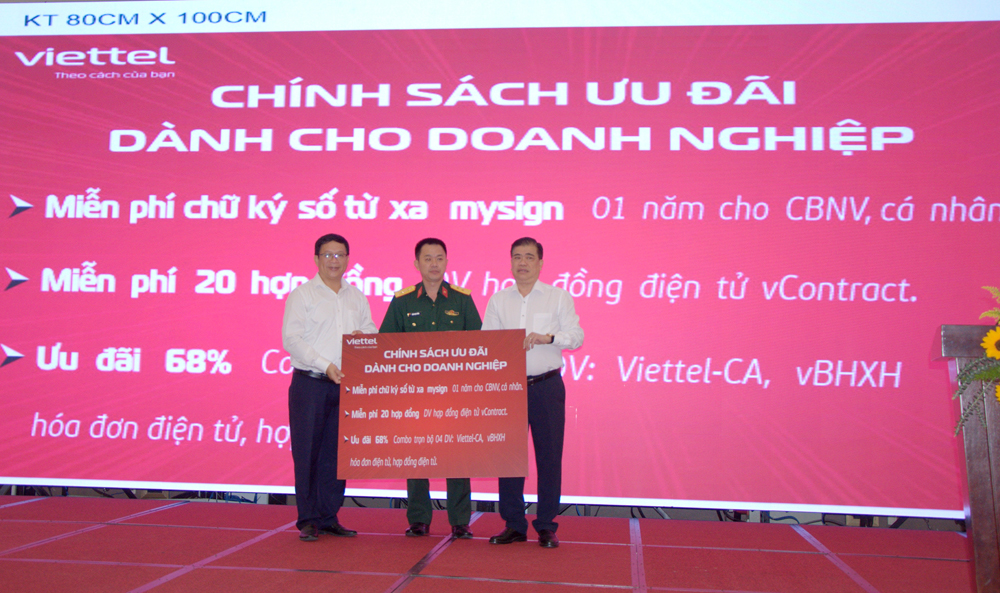 KT 80CM X 100CM
viettel
Theo cách của bạn
CHÍNH SÁCH ƯU ĐÃI
DÀNH CHO DOANH NGHIỆP
Miễn phí chữ ký số từ xa mysign 01 năm cho CBNV, cá nhân
Miễn phí 20 hợp đồng DV hợp đồng điện tử vContract.
Ưu đãi 68% DV: Viettel-CA, vBHXH
hóa đơn điện tử,
viettel
CHÍNH SÁCH ƯU ĐÃI
DÀNH CHO DOANH NGHIỆP
Miễn phí chữ ký số từ xa mysign 01 năm cho CBNV, cá nhân.
Miễn phí 20 hợp đồng DV hợp đồng điện tử vContract.
Ưu đãi 68% Combo trọn bộ 04 DV: Viettel-CA, vBHXH
hóa đơn điện tử, hợp đồng điện tử.